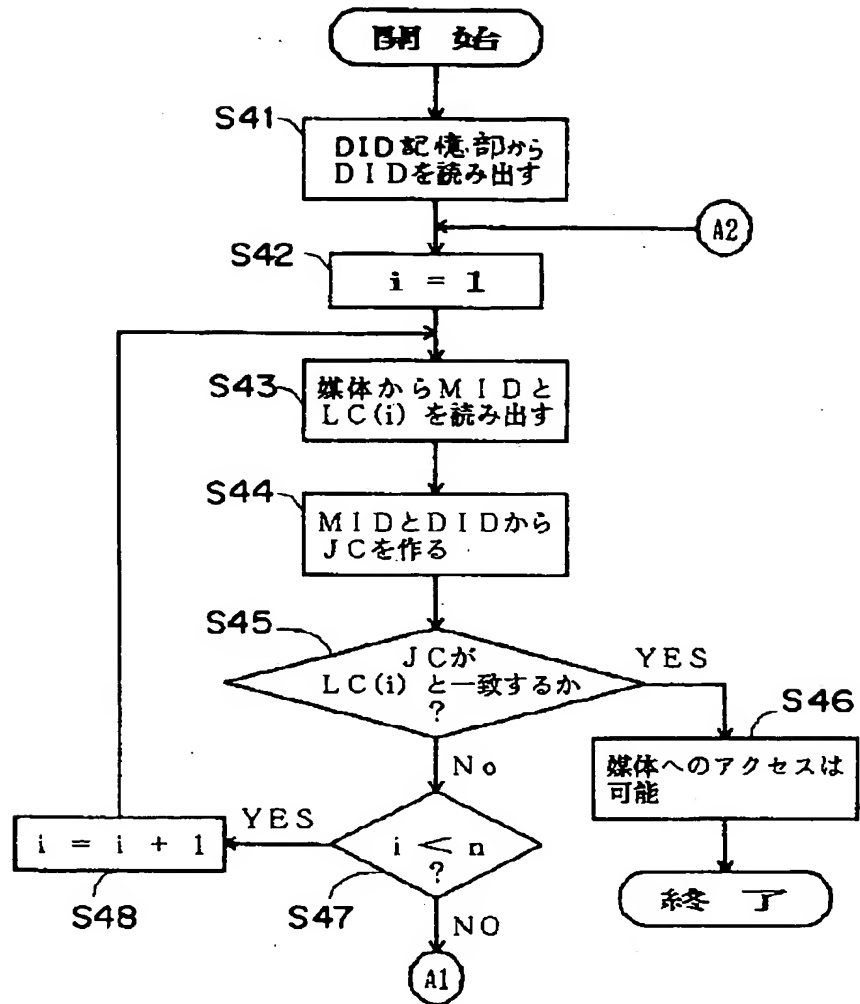 開 始
S41
DID記憶部から
DIDを読み出す
A2
S42
i = 1
S43
媒体からMIDと
LC(i) を読み出す
S44
MIDとDIDから
JCを作る
S45
JCが
LC(i) と一致するか
?
YES
S46
媒体へのアクセスは
可能
No
i = i + 1
YES
i < n
?
S48
S47
終 了
NO
A1